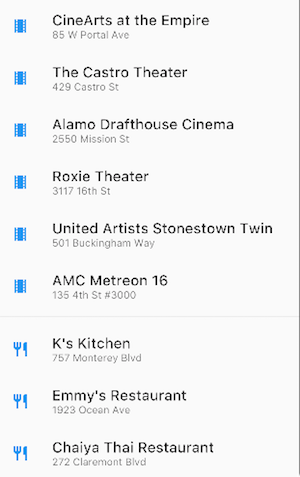 CineArts at the Empire
85 W Portal Ave
The Castro Theater
429 Castro St
Alamo Drafthouse Cinema
2550 Mission St
Roxie Theater
3117 16th St
United Artists Stonestown Twin
501 Buckingham Way
AMC Metreon 16
135 4th St #3000
K's Kitchen
757 Monterey Blvd
Emmy's Restaurant
1923 Ocean Ave
Chaiya Thai Restaurant
272 Claremont Blvd